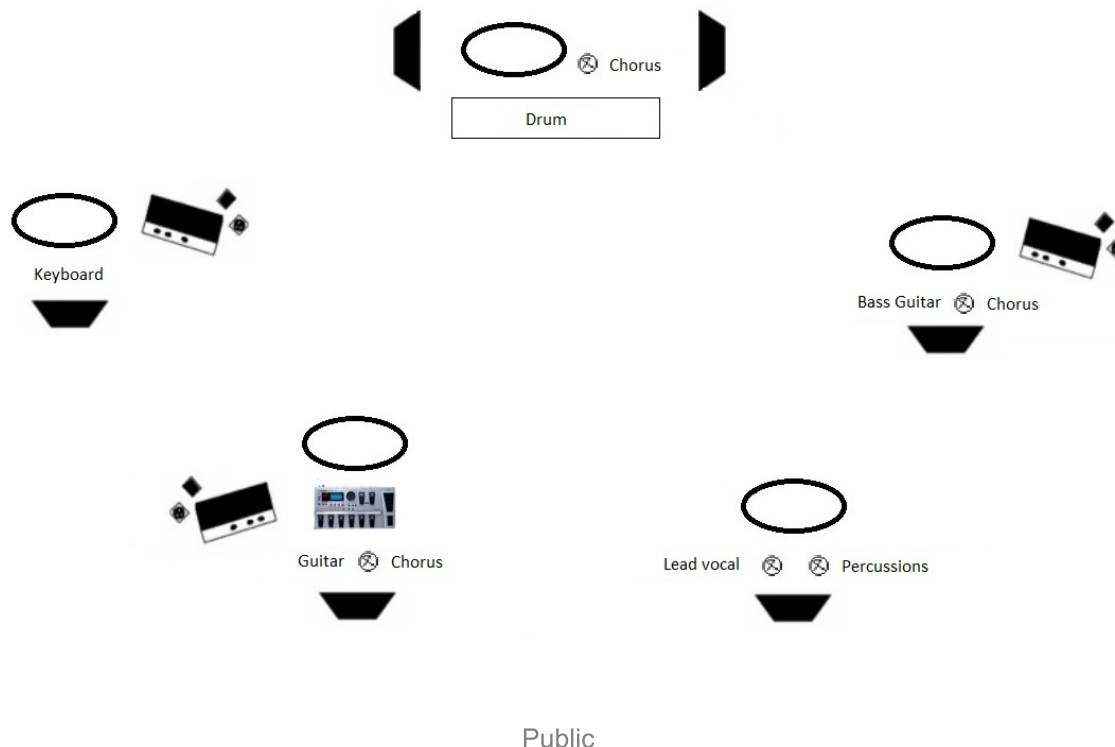 Chorus
Drum
Keyboard
Bass Guitar Chorus
Guitar Chorus
Lead vocal Percussions
Public